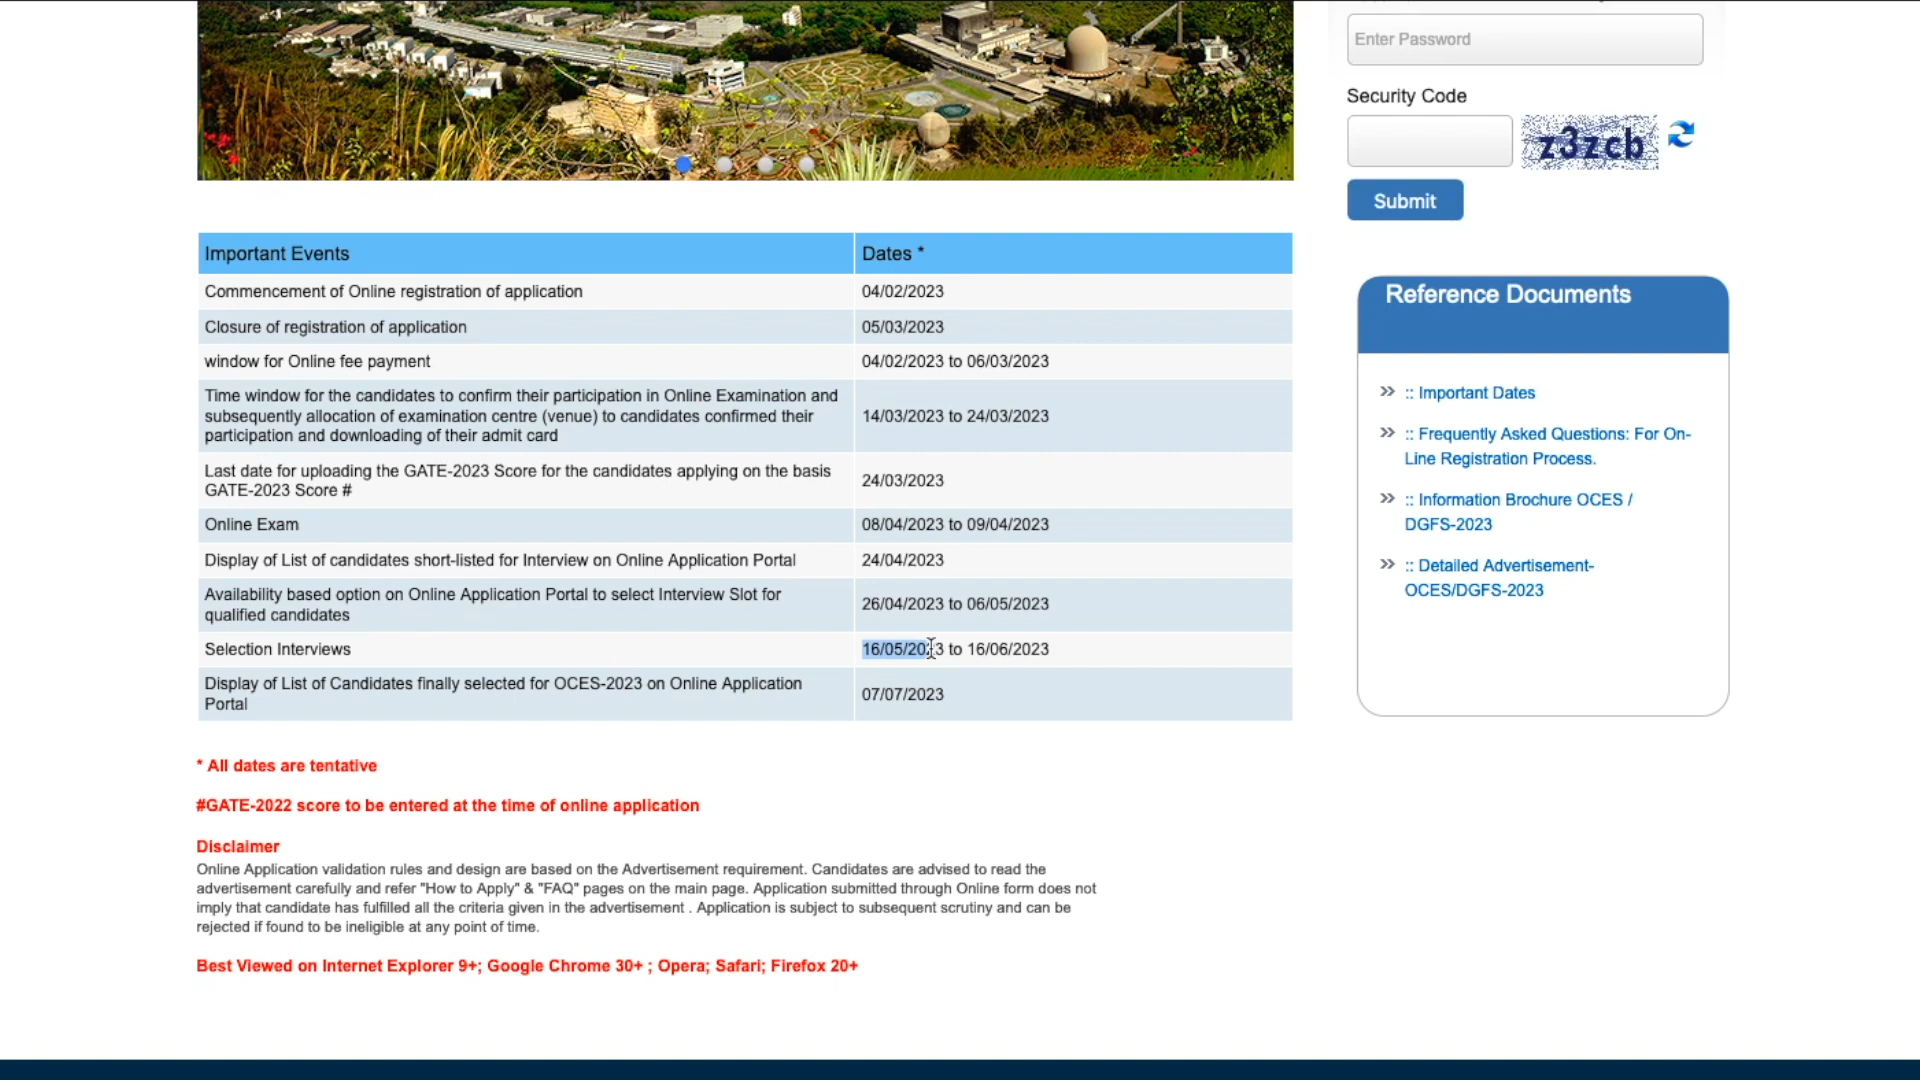 Enter Password
Security Code
z3zcb
Submit
Important Events Dates *
Commencement of Online registration of application 04/02/2023
Closure of registration of application 05/03/2023
window for Online fee payment 04/02/2023 to 06/03/2023
Time window for the candidates to confirm their participation in Online Examination and
subsequently allocation of examination centre (venue) to candidates confirmed their 14/03/2023 to 24/03/2023
participation and downloading of their admit card
Last date for uploading the GATE-2023 Score for the candidates applying on the basis
GATE-2023 Score # 24/03/2023
Online Exam 08/04/2023 to 09/04/2023
Display of List of candidates short-listed for Interview on Online Application Portal 24/04/2023
Availability based option on Online Application Portal to select Interview Slot for
qualified candidates 26/04/2023 to 06/05/2023
Selection Interviews 16/05/2023 to 16/06/2023
Display of List of Candidates finally selected for OCES-2023 on Online Application
Portal 07/07/2023
* All dates are tentative
#GATE-2022 score to be entered at the time of online application
Disclaimer
Online Application validation rules and design are based on the Advertisement requirement. Candidates are advised to read the
advertisement carefully and refer "How to Apply" & "FAQ" pages on the main page. Application submitted through Online form does not
imply that candidate has fulfilled all the criteria given in the advertisement . Application is subject to subsequent scrutiny and can be
rejected if found to be ineligible at any point of time.
Best Viewed on Internet Explorer 9+; Google Chrome 30+ ; Opera; Safari; Firefox 20+
Reference Documents
:: Important Dates
:: Frequently Asked Questions: For On-
Line Registration Process.
:: Information Brochure OCES /
DGFS-2023
:: Detailed Advertisement-
OCES/DGFS-2023